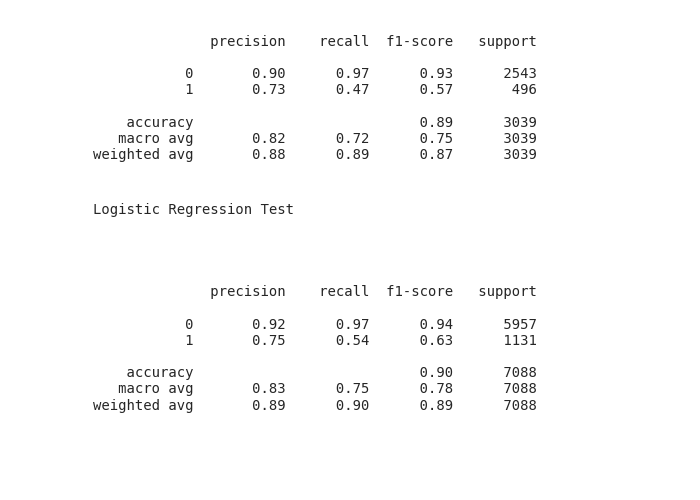 precision recall f1-score support
0 0.90 0.97 0.93 2543
1 0.73 0.47 0.57 496
accuracy 0.89 3039
macro avg 0.82 0.72 0.75 3039
weighted avg 0.88 0.89 0.87 3039
Logistic Regression Test
precision recall f1-score support
0 0.92 0.97 0.94 5957
1 0.75 0.54 0.63 1131
accuracy 0.90 7088
macro avg 0.83 0.75 0.78 7088
weighted avg 0.89 0.90 0.89 7088